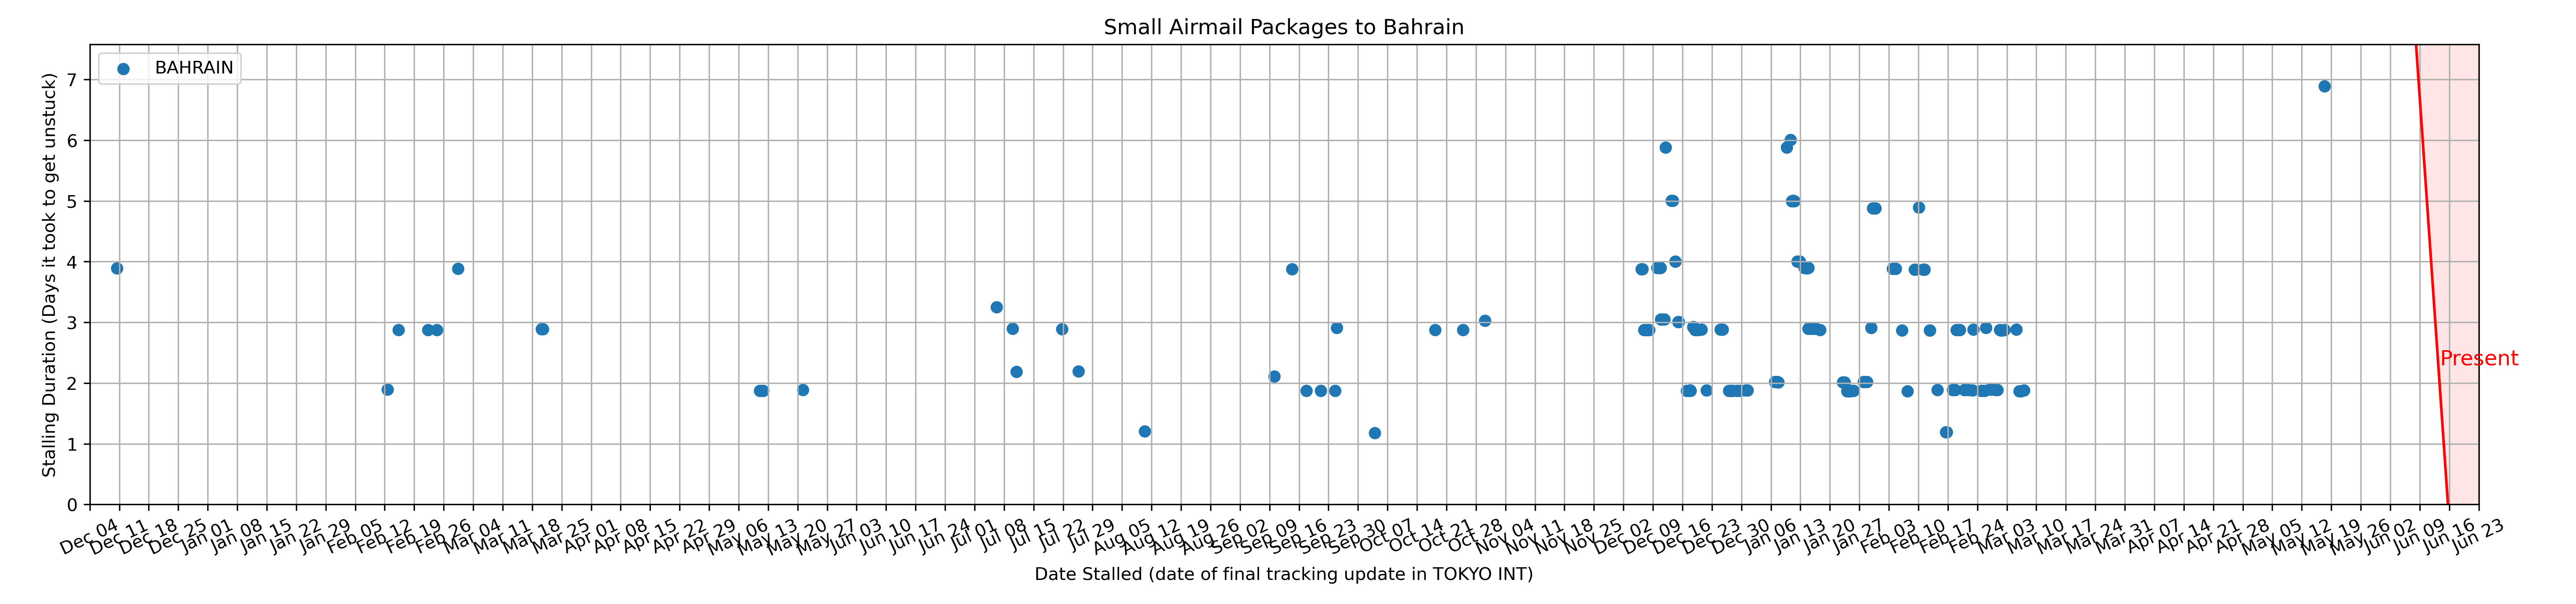 Small Airmail Packages to Bahrain
BAHRAIN
Stalling Duration (Days it took to get unstuck)
7
6
5
4
3
2
1
0
Present
Dec 04
Dec 11
Dec 18
Dec 25
Jan 01
Jan 08
Jan 15
Jan 22
Jan 29
Feb 05
Feb 12
Feb 19
Feb 26
Mar 04
Mar 11
Mar 18
Mar 25
Apr 01
Apr 08
Apr 15
Apr 22
Apr 29
May 06
May 13
May 20
May 27
Jun 03
Jun 10
Jun 17
Jun 24
Jul 01
Jul 08
Jul 15
Jul 22
Jul 29
Aug 05
Aug 12
Aug 19
Aug 26
Sep 02
Sep 09
Sep 16
Sep 23
Sep 30
Oct 07
Oct 14
Oct 21
Oct 28
Nov 04
Nov 11
Nov 18
Nov 25
Dec 02
Dec 09
Dec 16
Dec 23
Dec 30
Jan 06
Jan 13
Jan 20
Jan 27
Feb 03
Feb 10
Feb 17
Feb 24
Mar 03
Mar 10
Mar 17
Mar 24
Mar 31
Apr 07
Apr 14
Apr 21
Apr 28
May 05
May 12
May 19
May 26
Jun 02
Jun 09
Jun 16
Jun 23
Date Stalled (date of final tracking update in TOKYO INT)